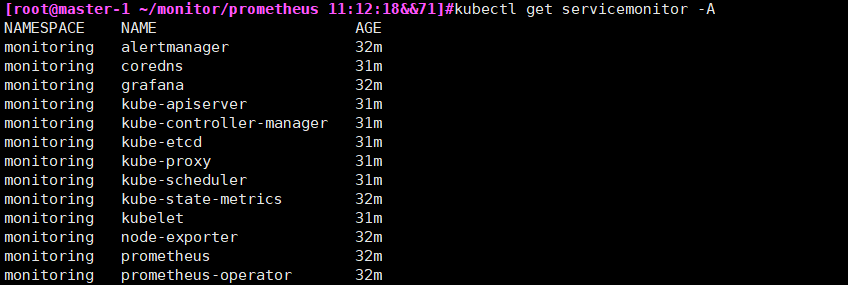 [root@master-1 ~/monitor/prometheus 11:12:18&&71]#kubectl get servicemonitor -A
NAMESPACE    NAME                      AGE
monitoring   alertmanager              32m
monitoring   coredns                   31m
monitoring   grafana                   32m
monitoring   kube-apiserver            31m
monitoring   kube-controller-manager   31m
monitoring   kube-etcd                 31m
monitoring   kube-proxy                31m
monitoring   kube-scheduler            31m
monitoring   kube-state-metrics        32m
monitoring   kubelet                   31m
monitoring   node-exporter             32m
monitoring   prometheus                32m
monitoring   prometheus-operator       32m